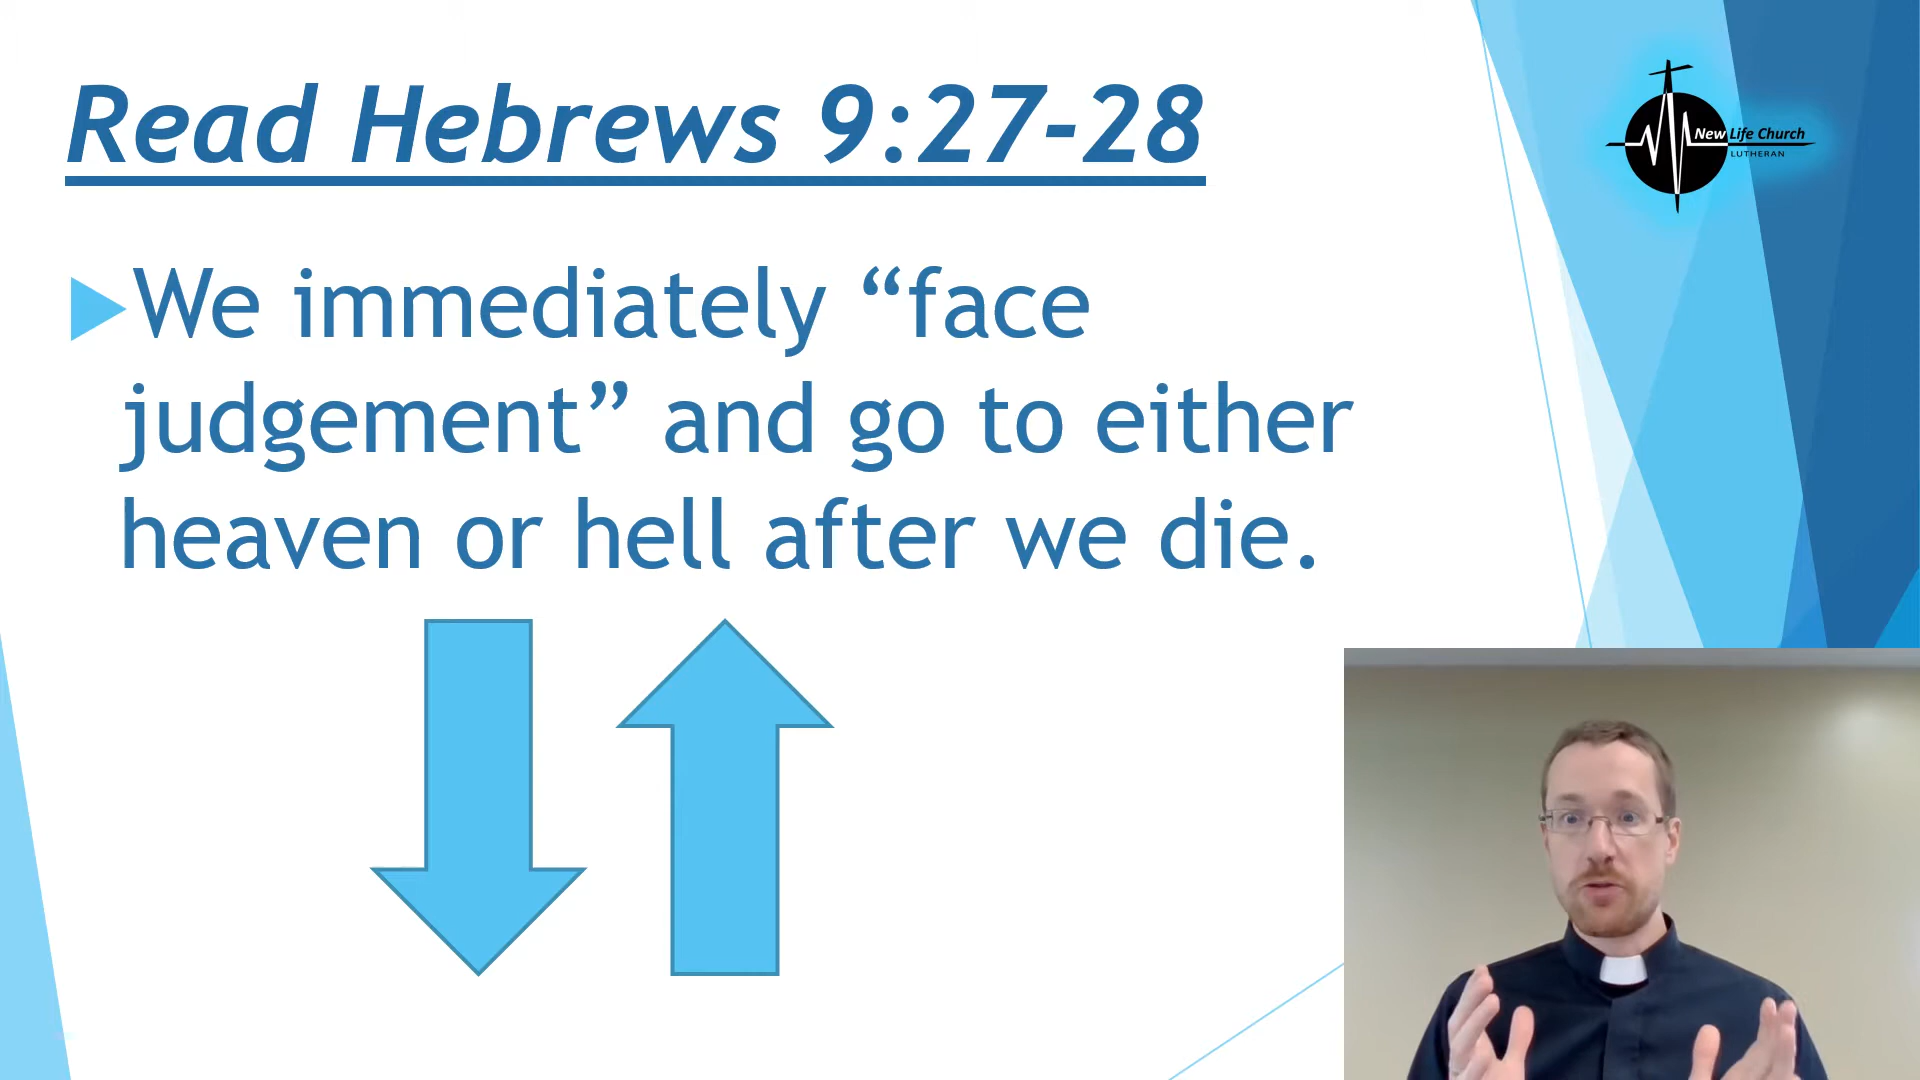 Read Hebrews 9:27-28
New Life Church
LUTHERAN
We immediately “face
judgement” and go to either
heaven or hell after we die.